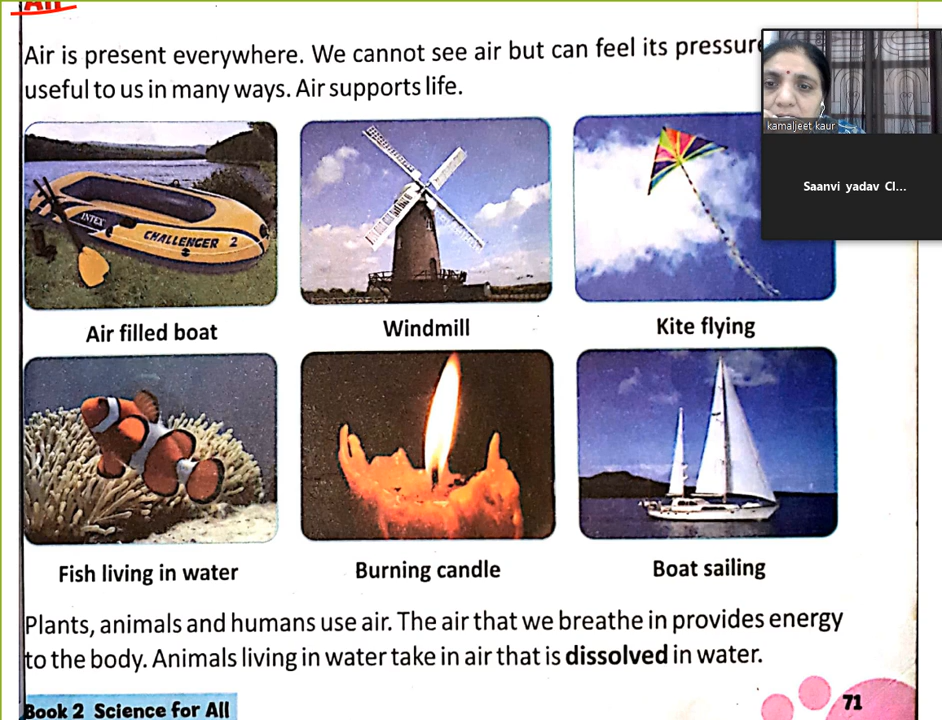 Air
Air is present everywhere. We cannot see air but can feel its pressure
useful to us in many ways. Air supports life.
kamaljeet kaur
Saanvi yadav Cl...
INTEX
CHALLENGER 2
Air filled boat
Windmill
Kite flying
Fish living in water
Burning candle
Boat sailing
Plants, animals and humans use air. The air that we breathe in provides energy
to the body. Animals living in water take in air that is dissolved in water.
Book 2 Science for All
71